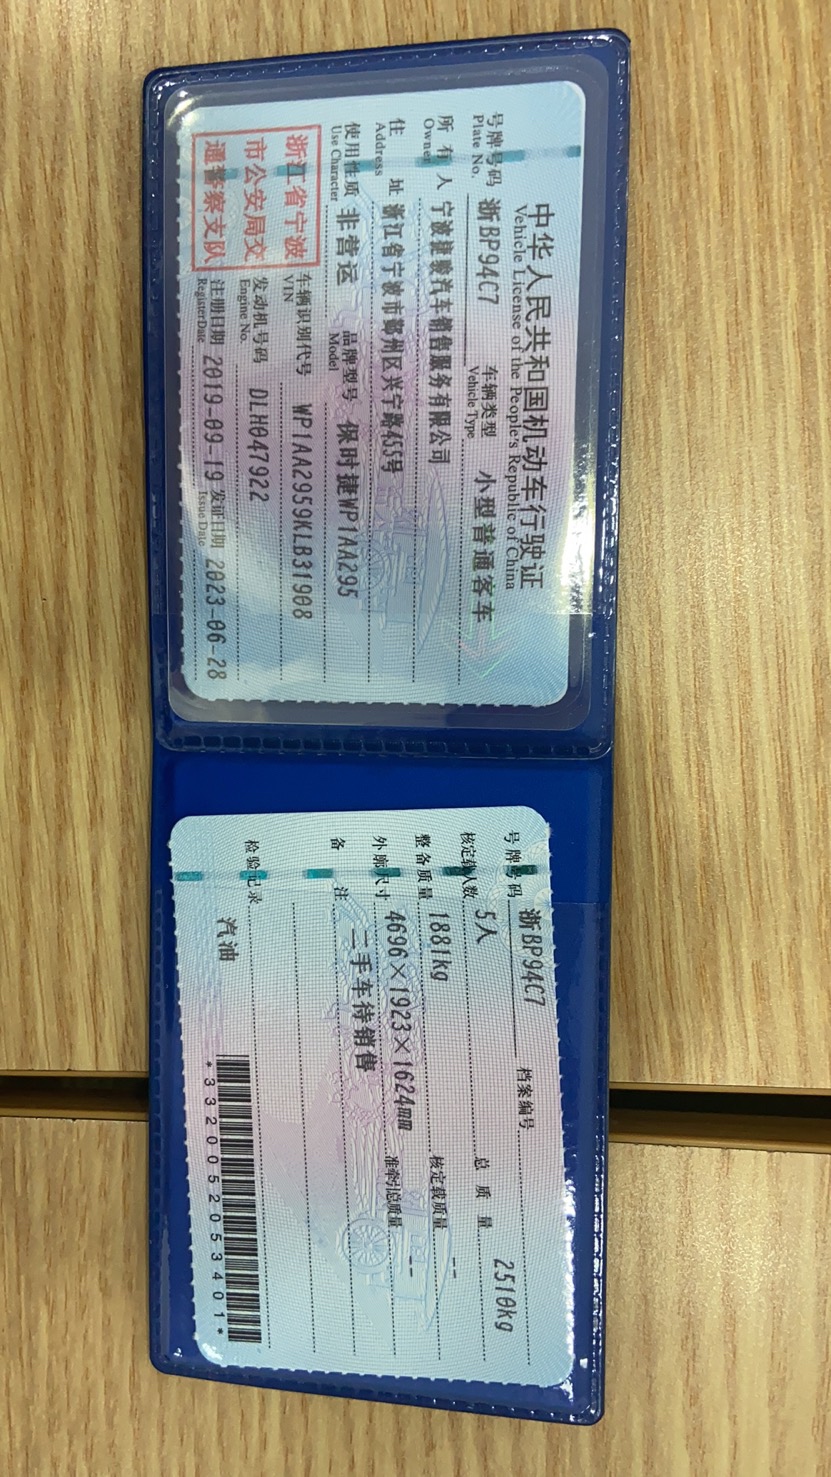 中华人民共和国机动车行驶证
Vehicle License of the People's Republic of China
号牌号码 浙BP94C7 车辆类型 小型普通客车
Plate No. Vehicle Type
所有人 宁波捷骏汽车销售服务有限公司
Owner
住址 浙江省宁波市鄞州区兴宁路455号
Address
使用性质 非营运 品牌型号 保时捷WP1AA295
Use Character Model
浙江省宁波
市公安局交
通警察支队
车辆识别代号 WP1AA2959KLB31908
VIN
发动机号码 DLH047922
Engine No.
注册日期 2019-09-19 发证日期 2023-06-28
Register Date Issue Date
号牌号码 浙BP94C7 档案编号
核定载人数 5人 总质量 2510kg
整备质量 1881kg 核定载质量 --
外廓尺寸 4696×1923×1624mm 准牵引总质量 --
备注 二手车待销售
检验记录
汽油
*3320052053401*